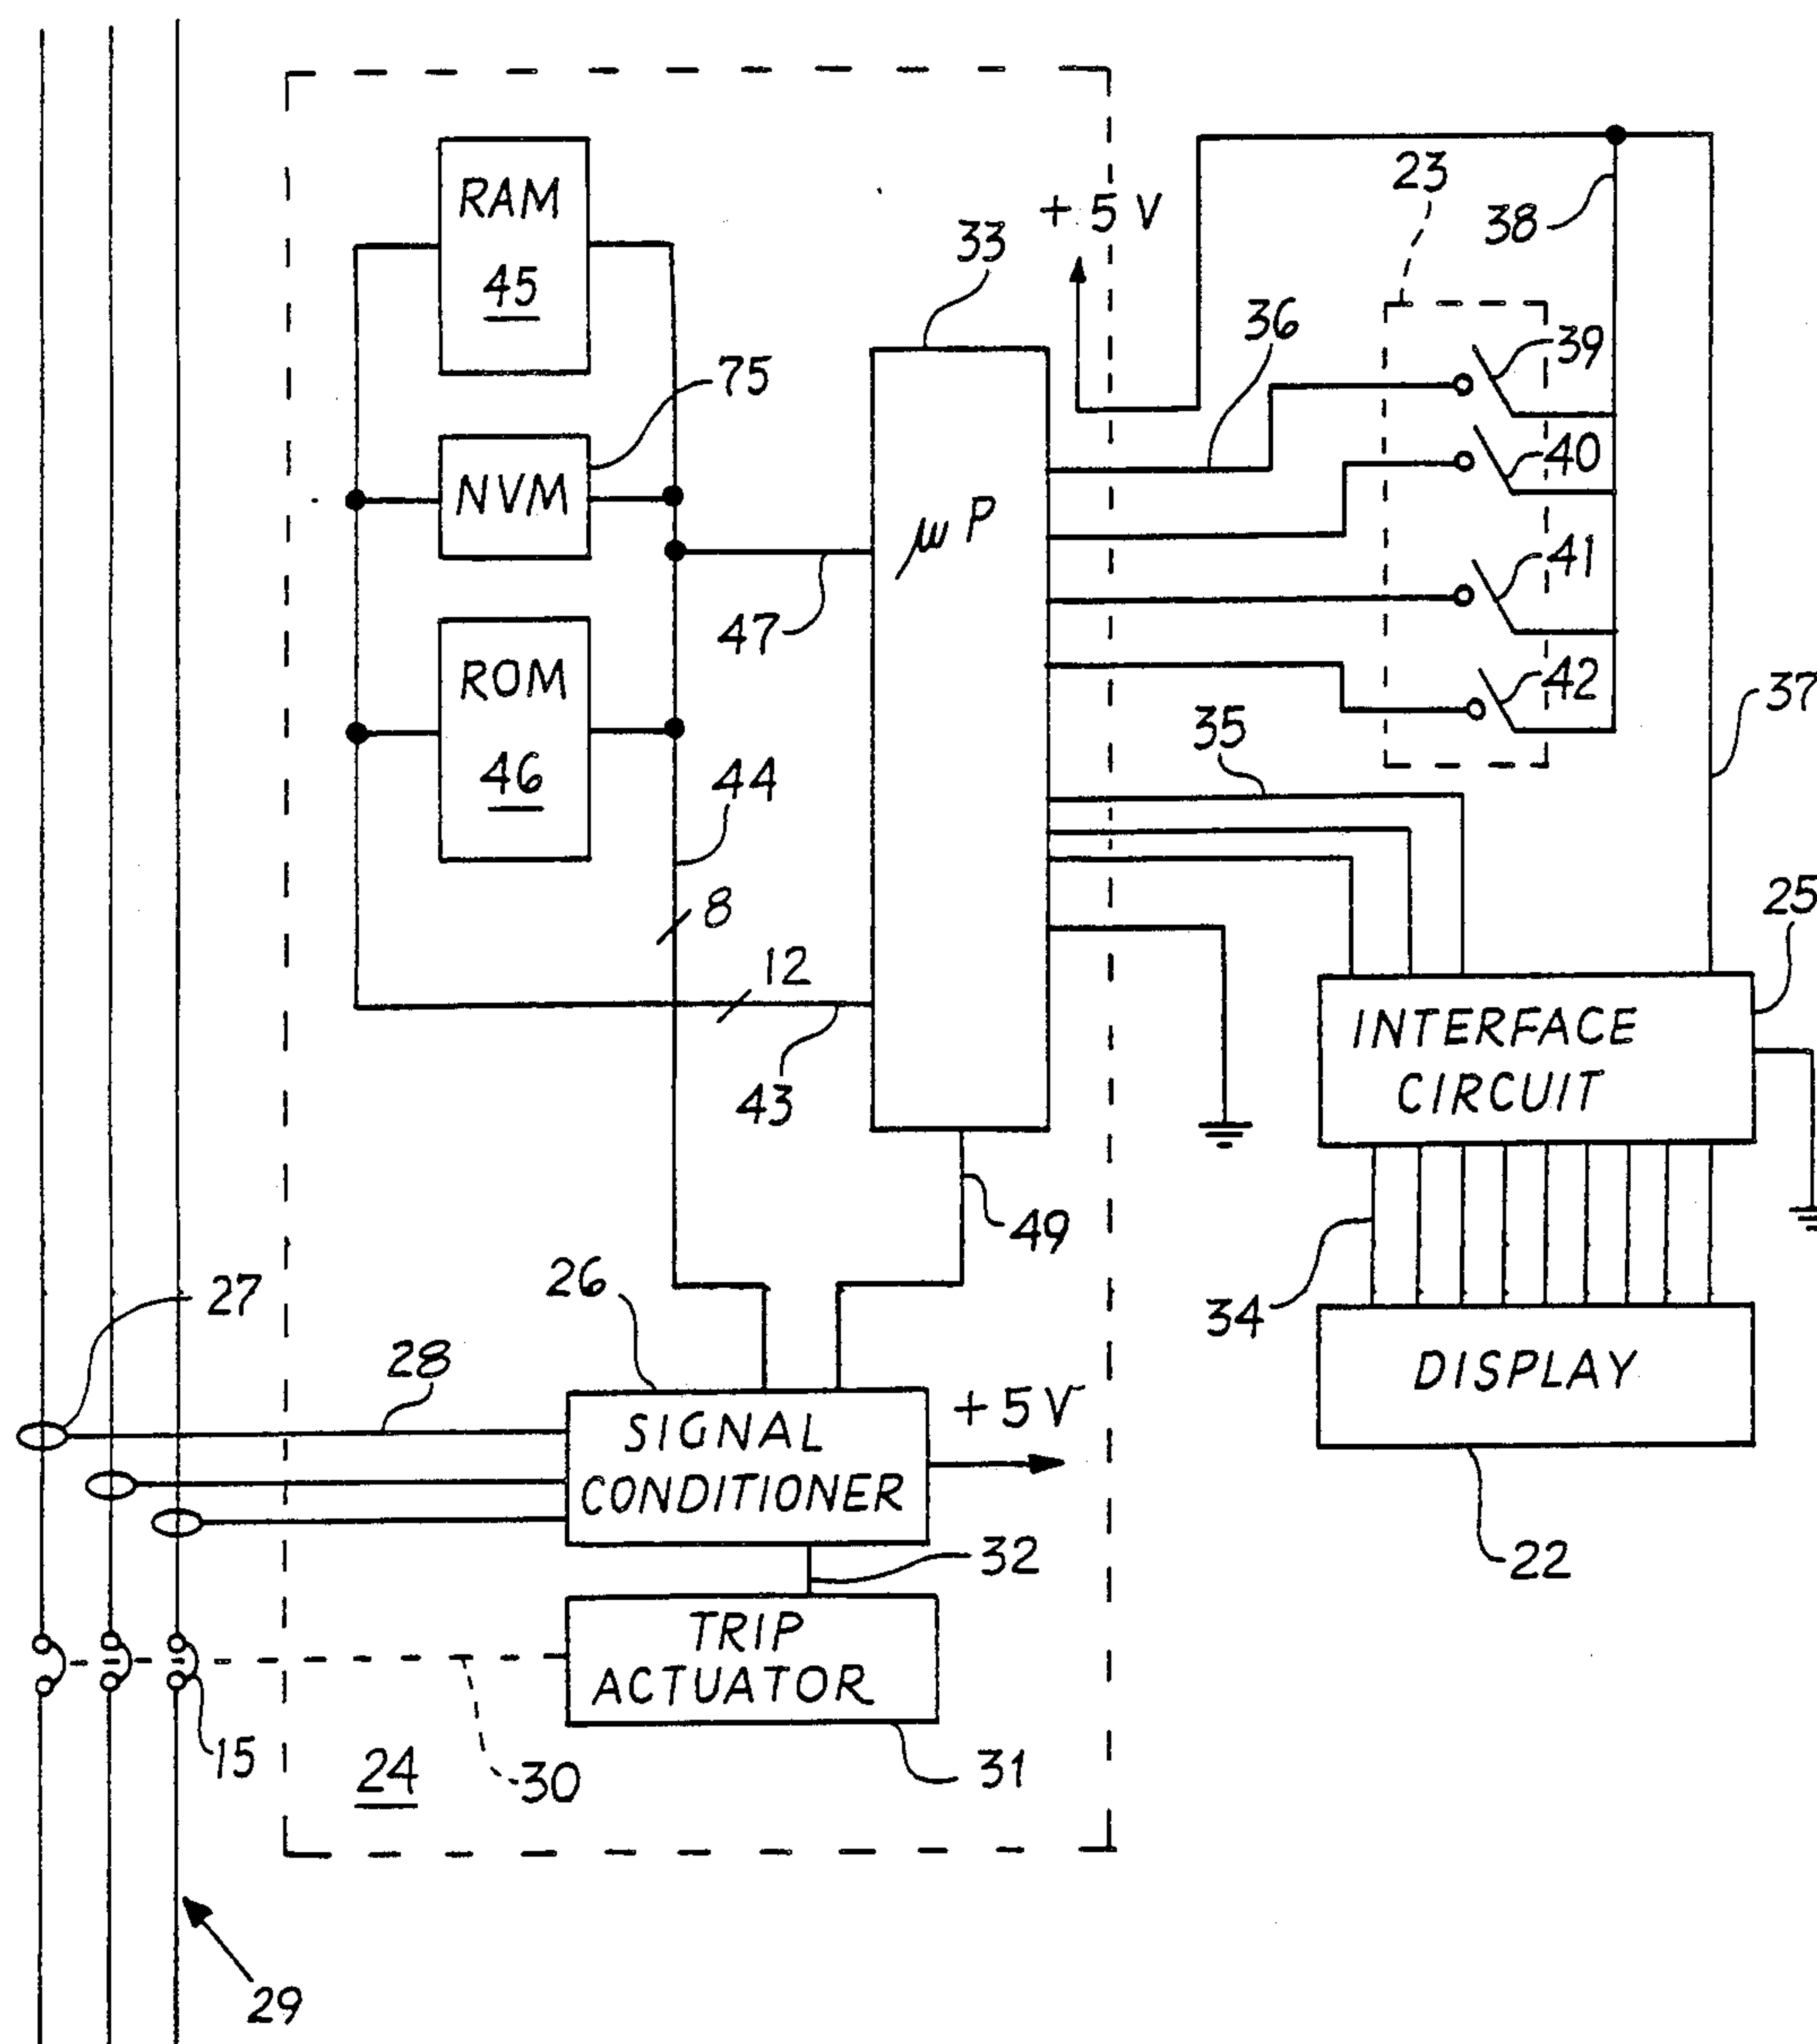 23
RAM
+ 5 V
38
33
45
36
39
75
40
NVM
μP
41
47
ROM
42
37
35
46
44
8
25
12
INTERFACE
CIRCUIT
43
49
26
27
34
28
DISPLAY
+5V
SIGNAL
CONDITIONER
32
22
TRIP
ACTUATOR
15
24
30
31
29